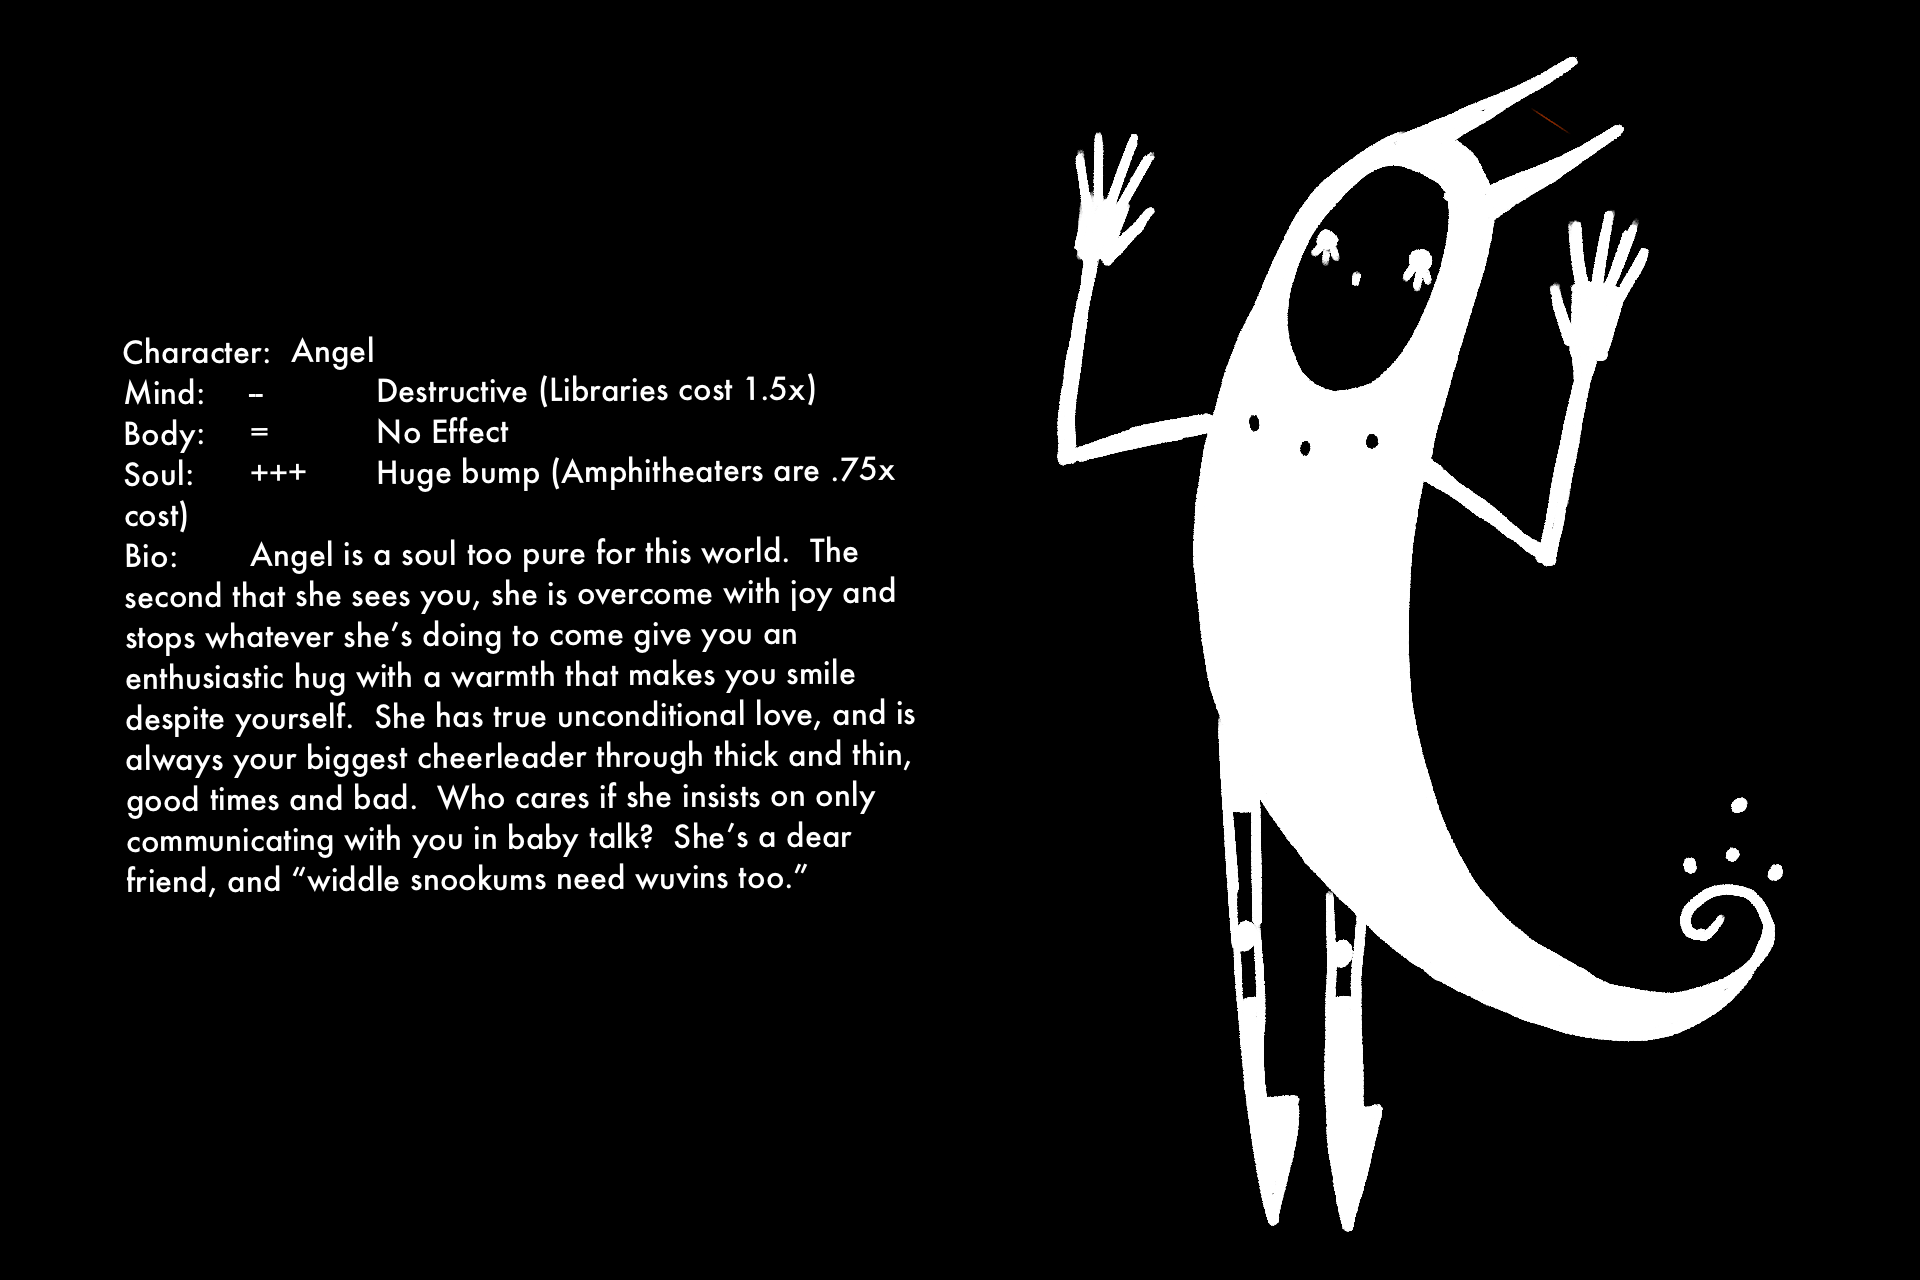 Character:  Angel
Mind: – Destructive (Libraries cost 1.5x)
Body: = No Effect
Soul: +++ Huge bump (Amphitheaters are .75x
cost)
Bio: Angel is a soul too pure for this world.  The
second that she sees you, she is overcome with joy and
stops whatever she’s doing to come give you an
enthusiastic hug with a warmth that makes you smile
despite yourself.  She has true unconditional love, and is
always your biggest cheerleader through thick and thin,
good times and bad.  Who cares if she insists on only
communicating with you in baby talk?  She’s a dear
friend, and “widdle snookums need wuvins too.”